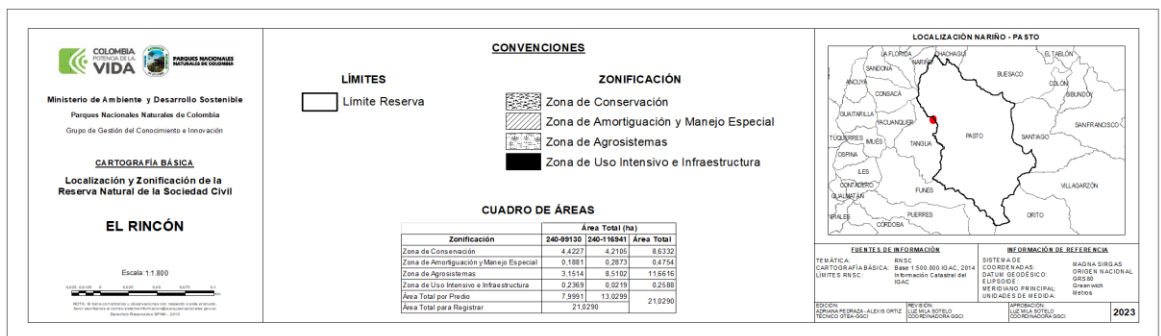 COLOMBIA
POTENCIA DE LA
VIDA
PARQUES NACIONALES
NATURALES DE COLOMBIA
Ministerio de Ambiente y Desarrollo Sostenible
Parques Nacionales Naturales de Colombia
Grupo de Gestión del Conocimiento e Innovación
CARTOGRAFÍA BÁSICA
Localización y Zonificación de la
Reserva Natural de la Sociedad Civil
EL RINCÓN
Escala 1:1.800
CONVENCIONES
LÍMITES
Límite Reserva
ZONIFICACIÓN
Zona de Conservación
Zona de Amortiguación y Manejo Especial
Zona de Agrosistemas
Zona de Uso Intensivo e Infraestructura
CUADRO DE ÁREAS
Zonificación Área Total (ha)
240-99130 240-116941 Área Total
Zona de Conservación 4,4227 4,2105 8,6332
Zona de Amortiguación y Manejo Especial 0,1881 0,2873 0,4754
Zona de Agrosistemas 3,1514 8,5102 11,6616
Zona de Uso Intensivo e Infraestructura 0,2369 0,0219 0,2588
Área Total por Predio 7,9991 13,0299 21,0290
Área Total para Registrar 21,0290
LOCALIZACIÓN NARIÑO - PASTO
LA FLORIDA
CHACHAGÜÍ
EL TABLÓN
NARIÑO
SANDONÁ
BUESACO
ANCUYA
COLÓN
CONSACÁ
SIBUNDOY
GUAITARILLA
YACUANQUER
SAN FRANCISCO
TÚQUERRES
IMUÉS
TANGUA
PASTO
SANTIAGO
OSPINA
ILES
CONTADERO
FUNES
VILLAGARZÓN
GUALMATÁN
PUERRES
ORITO
CÓRDOBA
FUENTES DE INFORMACIÓN
TEMÁTICA: RNSC
CARTOGRAFÍA BÁSICA: Base 1:500.000 IGAC, 2014
LÍMITES RNSC: Información Catastral del
IGAC
INFORMACIÓN DE REFERENCIA
SISTEMA DE
COORDENADAS: MAGNA SIRGAS
DATUM GEODÉSICO: ORIGEN NACIONAL
ELIPSOIDE: GRS 80
MERIDIANO PRINCIPAL: Greenwich
UNIDADES DE MEDIDA: Metros
EDICIÓN:
ADRIANA PEDRAZA - ALEXIS ORTIZ
TÉCNICO GTEA-GGCI
REVISIÓN:
LUZ MILA SOTELO
COORDINADORA GGCI
APROBACIÓN:
LUZ MILA SOTELO
COORDINADORA GGCI
2023